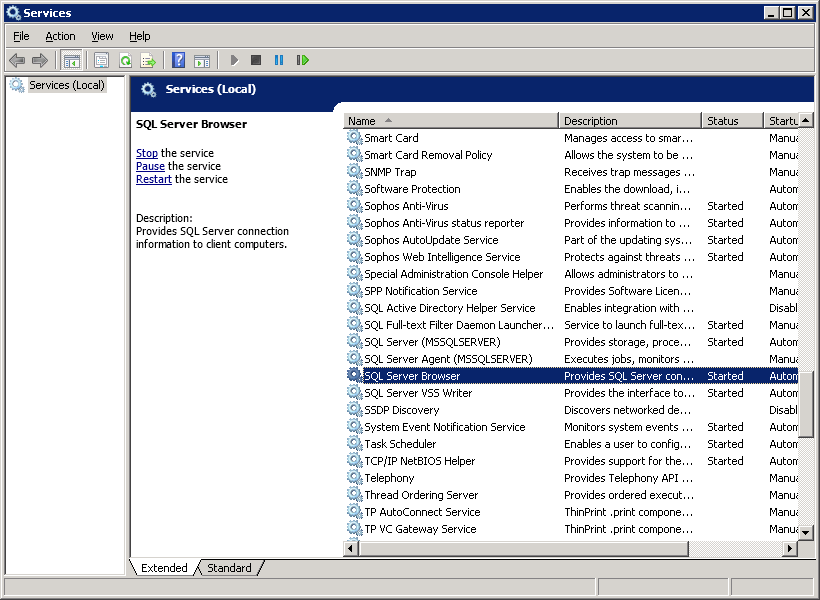 Services
File Action View Help
Services (Local)
Services (Local)
SQL Server Browser
Stop the service
Pause the service
Restart the service
Description:
Provides SQL Server connection
information to client computers.
Name Description Status Startu
Smart Card Manages access to smar... Manua
Smart Card Removal Policy Allows the system to be ... Manua
SNMP Trap Receives trap messages ... Manua
Software Protection Enables the download, i... Autom
Sophos Anti-Virus Performs threat scannin... Started Autom
Sophos Anti-Virus status reporter Provides information to ... Started Autom
Sophos AutoUpdate Service Part of the updating sys... Started Autom
Sophos Web Intelligence Service Protects against threats ... Started Autom
Special Administration Console Helper Allows administrators to ... Manua
SPP Notification Service Provides Software Licen... Manua
SQL Active Directory Helper Service Enables integration with ... Disabl
SQL Full-text Filter Daemon Launcher... Service to launch full-tex... Started Manua
SQL Server (MSSQLSERVER) Provides storage, proce... Started Autom
SQL Server Agent (MSSQLSERVER) Executes jobs, monitors ... Manua
SQL Server Browser Provides SQL Server con... Started Autom
SQL Server VSS Writer Provides the interface to... Started Autom
SSDP Discovery Discovers networked de... Disabl
System Event Notification Service Monitors system events ... Started Autom
Task Scheduler Enables a user to config... Started Autom
TCP/IP NetBIOS Helper Provides support for the... Started Autom
Telephony Provides Telephony API ... Manua
Thread Ordering Server Provides ordered execut... Manua
TP AutoConnect Service ThinPrint .print compone... Manua
TP VC Gateway Service ThinPrint .print compone... Manua
Extended Standard